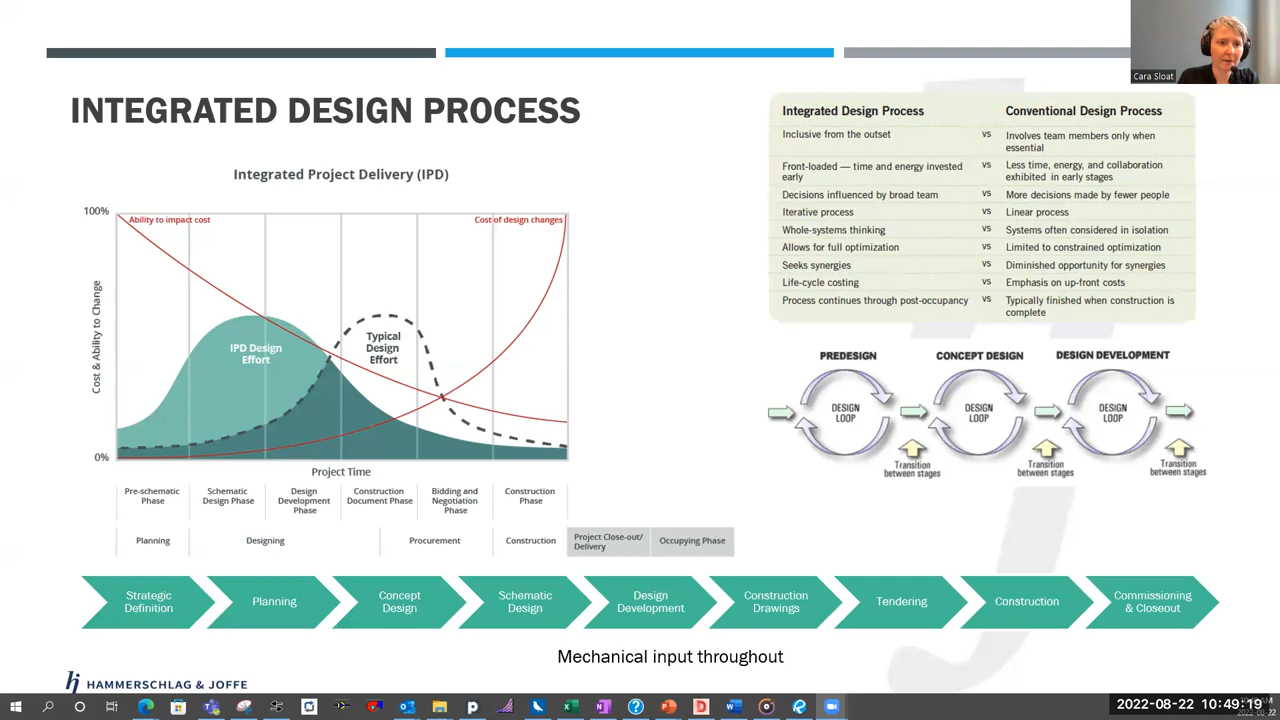 Cara Sloat
INTEGRATED DESIGN PROCESS
Integrated Project Delivery (IPD)
100%
Ability to impact cost
Cost of design changes
Cost & Ability to Change
IPD Design
Effort
Typical
Design
Effort
0%
Project Time
Pre-schematic
Phase
Schematic
Design Phase
Design
Development
Phase
Construction
Document Phase
Bidding and
Negotiation
Phase
Construction
Phase
Planning
Designing
Procurement
Construction
Project Close-out/
Delivery
Occupying Phase
Integrated Design Process
Conventional Design Process
Inclusive from the outset
vs
Involves team members only when
essential
Front-loaded — time and energy invested
early
vs
Less time, energy, and collaboration
exhibited in early stages
Decisions influenced by broad team
vs
More decisions made by fewer people
Iterative process
vs
Linear process
Whole-systems thinking
vs
Systems often considered in isolation
Allows for full optimization
vs
Limited to constrained optimization
Seeks synergies
vs
Diminished opportunity for synergies
Life-cycle costing
vs
Emphasis on up-front costs
Process continues through post-occupancy
vs
Typically finished when construction is
complete
PREDESIGN
CONCEPT DESIGN
DESIGN DEVELOPMENT
DESIGN
LOOP
DESIGN
LOOP
DESIGN
LOOP
Transition
between stages
Transition
between stages
Transition
between stages
Strategic
Definition
Planning
Concept
Design
Schematic
Design
Design
Development
Construction
Drawings
Tendering
Construction
Commissioning
& Closeout
Mechanical input throughout
hj HAMMERSCHLAG & JOFFE
2022-08-22 10:49:19